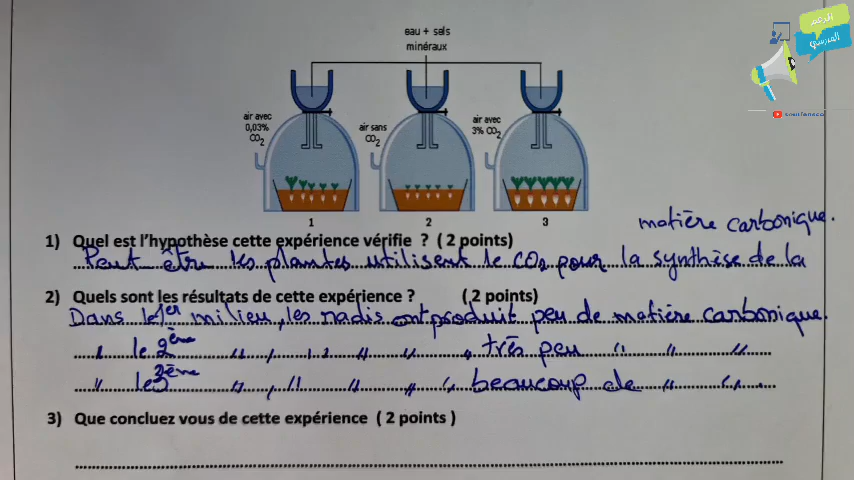 الدعم
المدرسي
eau + sels
minéraux
air avec
0,03%
CO₂
air sans
CO₂
air avec
3% CO₂
1
2
3
matière carbonique.
1) Quel est l'hypothèse cette expérience vérifie ? ( 2 points)
Peut être les plantes utilisent le CO₂ pour la synthèse de la
2) Quels sont les résultats de cette expérience ? ( 2 points)
Dans le 1er milieu, les radis ont produit peu de matière carbonique.
" le 2ème " , " " " " très peu " " "
" le 3ème " , " " " " beaucoup de " " .
3) Que concluez vous de cette expérience ( 2 points )